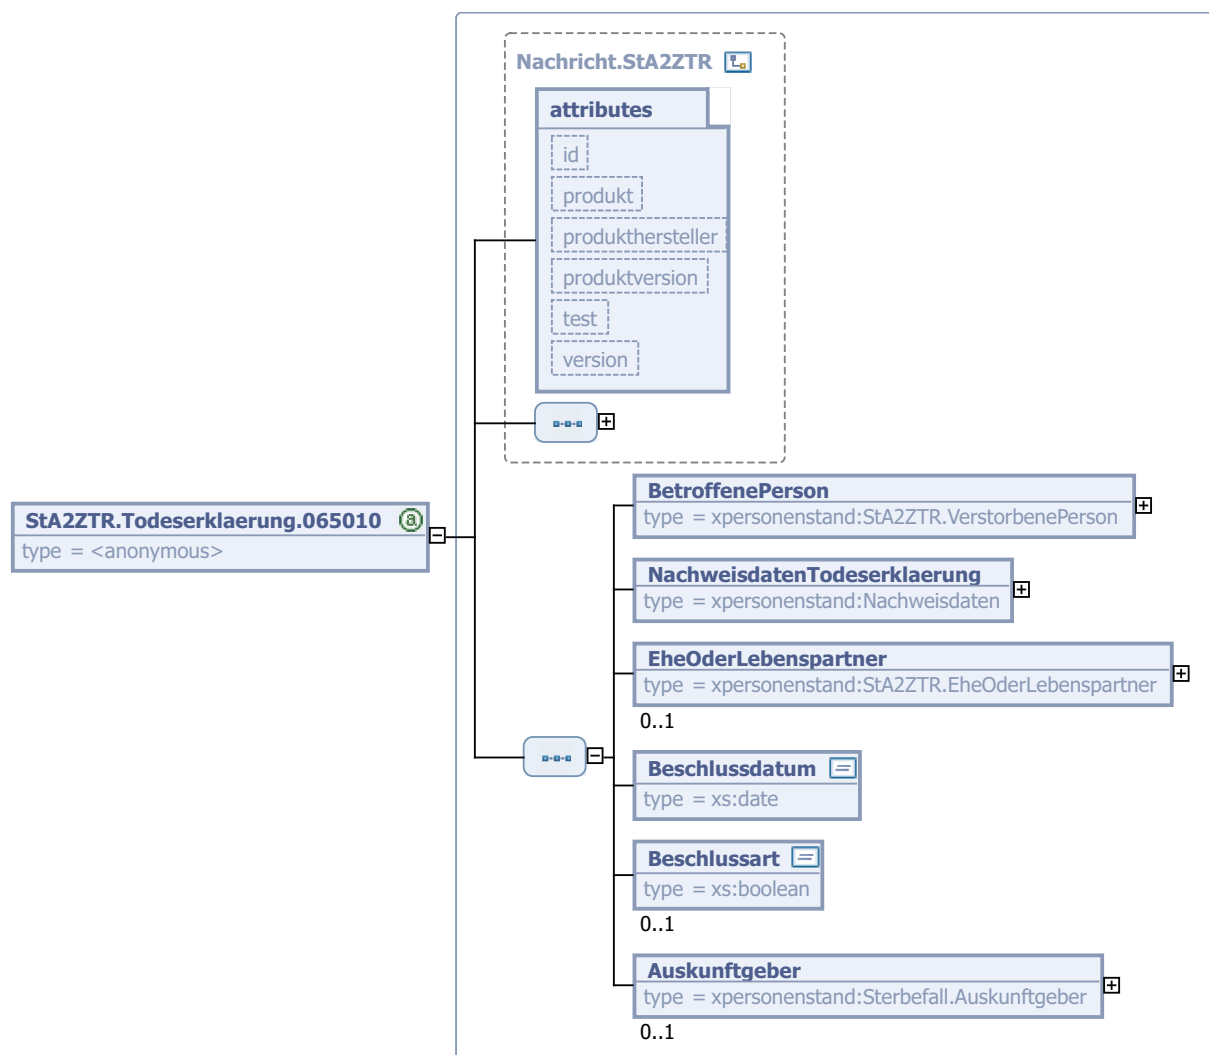 Nachricht.StA2ZTR
attributes
id
produkt
produkthersteller
produktversion
test
version
StA2ZTR.Todeserklaerung.065010
type = <anonymous>
BetroffenePerson
type = xpersonenstand:StA2ZTR.VerstorbenePerson
NachweisdatenTodeserklaerung
type = xpersonenstand:Nachweisdaten
EheOderLebenspartner
type = xpersonenstand:StA2ZTR.EheOderLebenspartner
0..1
Beschlussdatum
type = xs:date
Beschlussart
type = xs:boolean
0..1
Auskunftgeber
type = xpersonenstand:Sterbefall.Auskunftgeber
0..1